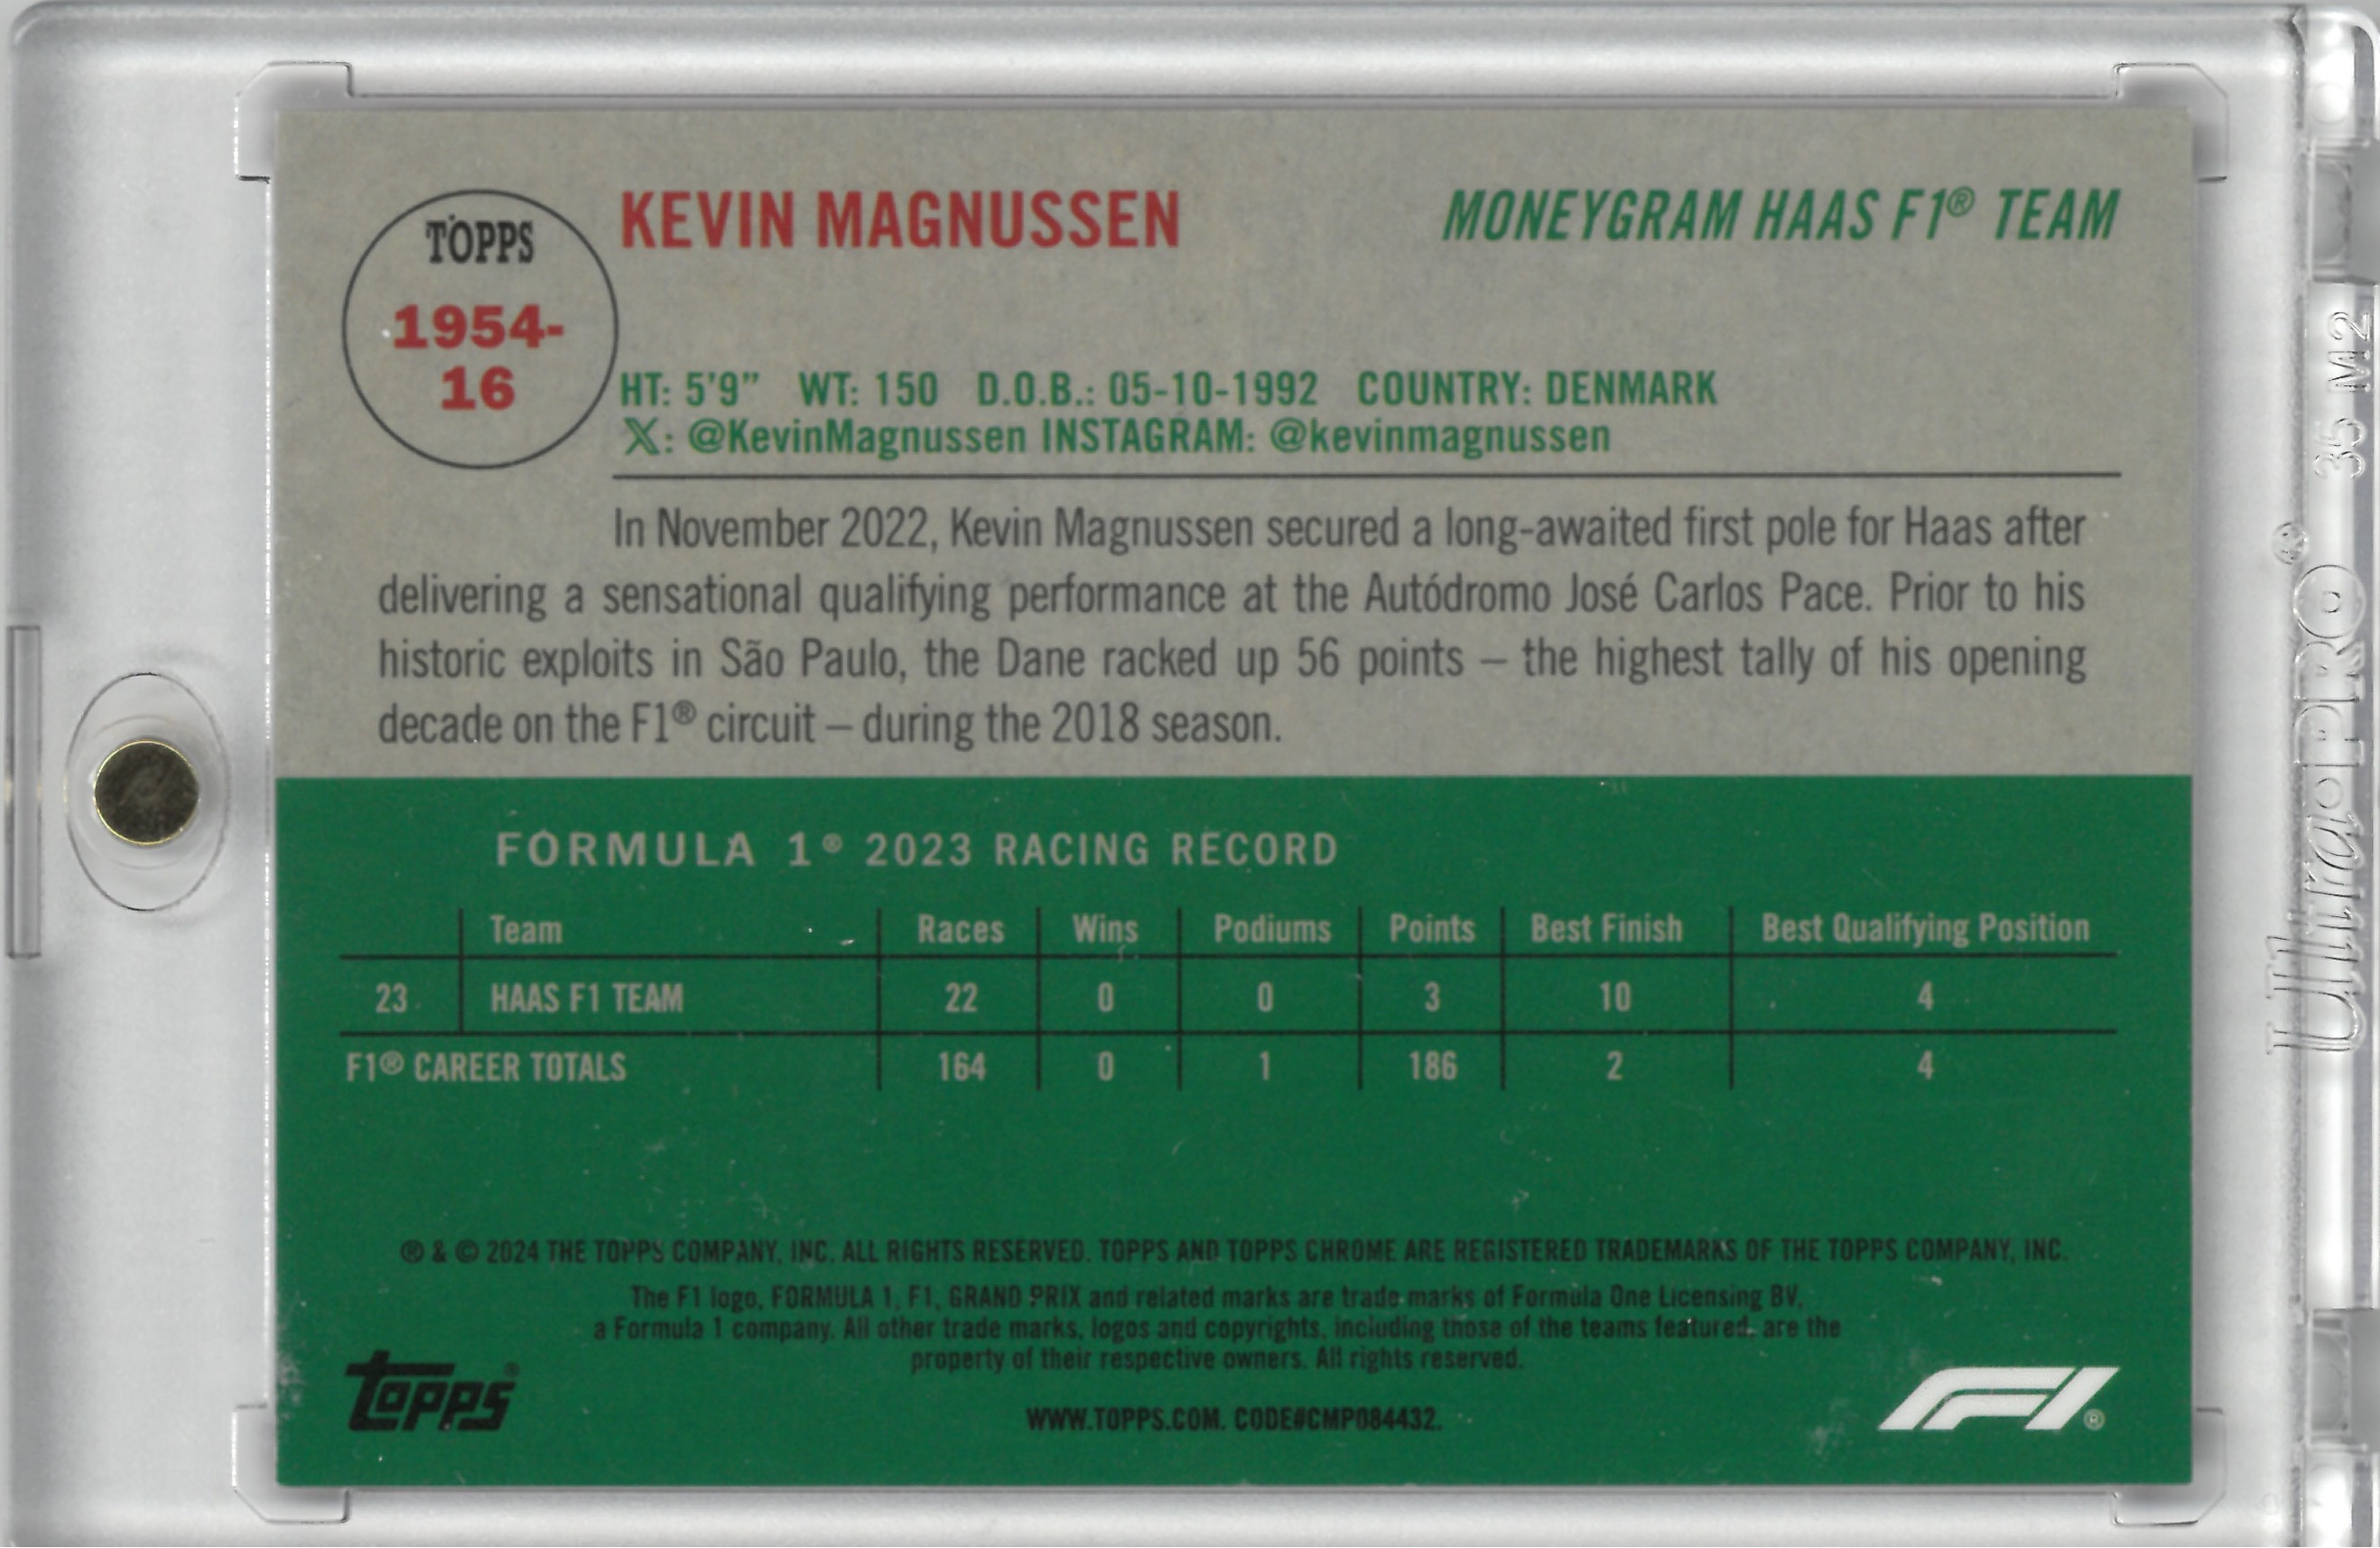 TOPPS
1954-
16
KEVIN MAGNUSSEN
MONEYGRAM HAAS F1® TEAM
HT: 5'9" WT: 150 D.O.B.: 05-10-1992 COUNTRY: DENMARK
𝕏: @KevinMagnussen INSTAGRAM: @kevinmagnussen
In November 2022, Kevin Magnussen secured a long-awaited first pole for Haas after
delivering a sensational qualifying performance at the Autódromo José Carlos Pace. Prior to his
historic exploits in São Paulo, the Dane racked up 56 points – the highest tally of his opening
decade on the F1® circuit – during the 2018 season.
FORMULA 1® 2023 RACING RECORD
Team Races Wins Podiums Points Best Finish Best Qualifying Position
23 HAAS F1 TEAM 22 0 0 3 10 4
F1® CAREER TOTALS 164 0 1 186 2 4
® & © 2024 THE TOPPS COMPANY, INC. ALL RIGHTS RESERVED. TOPPS AND TOPPS CHROME ARE REGISTERED TRADEMARKS OF THE TOPPS COMPANY, INC.
The F1 logo, FORMULA 1, F1, GRAND PRIX and related marks are trade marks of Formula One Licensing BV,
a Formula 1 company. All other trade marks, logos and copyrights, including those of the teams featured, are the
property of their respective owners. All rights reserved.
WWW.TOPPS.COM. CODE#CMP084432.
topps®
F1®
Ultra•PRO® 35 M2